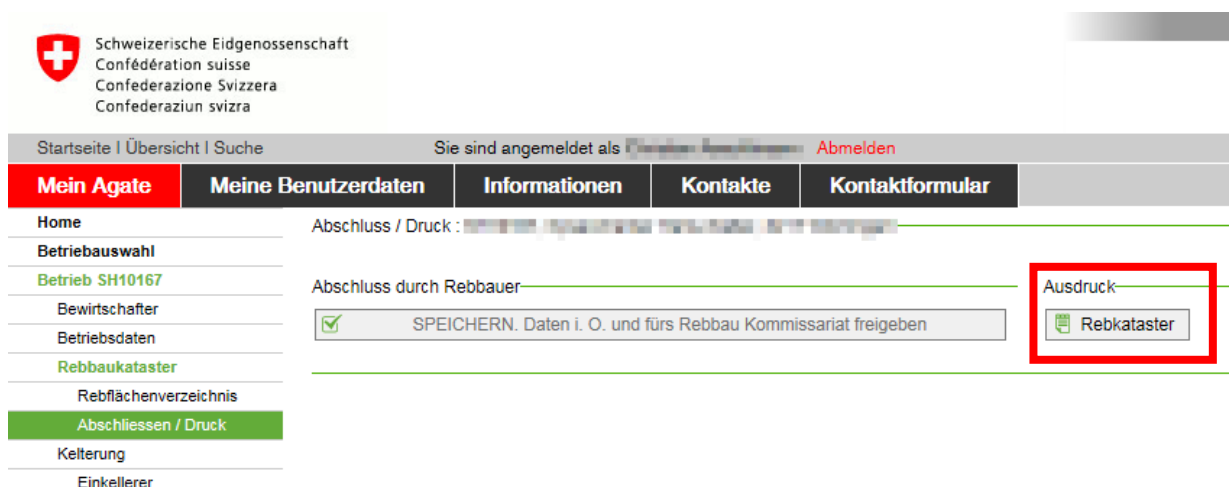 Schweizerische Eidgenossenschaft
Confédération suisse
Confederazione Svizzera
Confederaziun svizra
Startseite I Übersicht I Suche
Sie sind angemeldet als
Abmelden
Mein Agate
Meine Benutzerdaten
Informationen
Kontakte
Kontaktformular
Home
Betriebauswahl
Betrieb SH10167
Bewirtschafter
Betriebsdaten
Rebbaukataster
Rebflächenverzeichnis
Abschliessen / Druck
Kelterung
Einkellerer
Abschluss / Druck :
Abschluss durch Rebbauer
SPEICHERN. Daten i. O. und fürs Rebbau Kommissariat freigeben
Ausdruck
Rebkataster